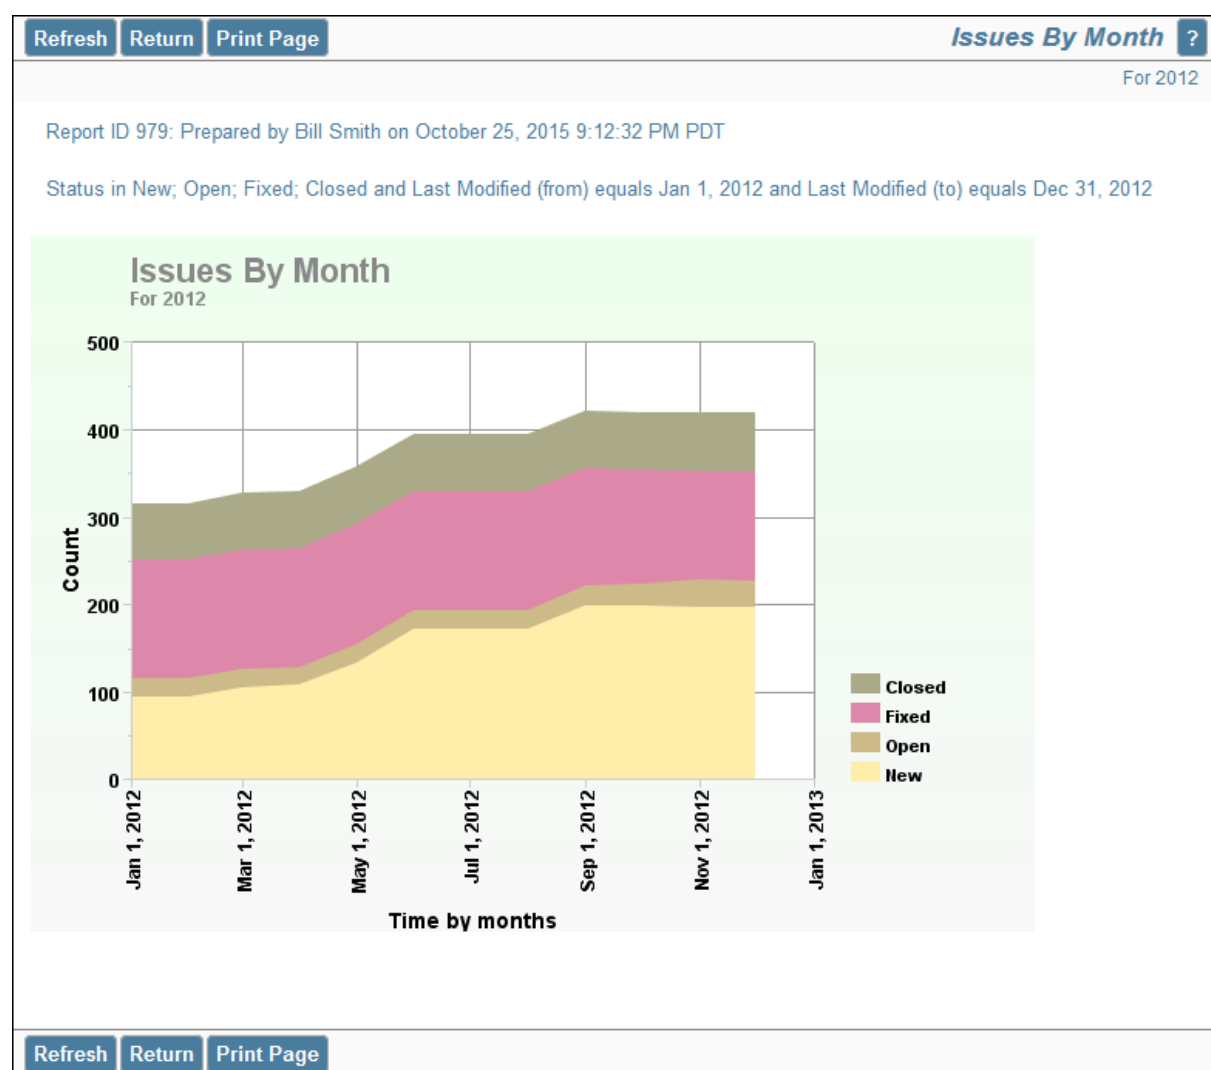 Refresh Return Print Page Issues By Month ?
For 2012
Report ID 979: Prepared by Bill Smith on October 25, 2015 9:12:32 PM PDT
Status in New; Open; Fixed; Closed and Last Modified (from) equals Jan 1, 2012 and Last Modified (to) equals Dec 31, 2012
Issues By Month
For 2012
500
400
300
200
100
0
Count
Jan 1, 2012
Mar 1, 2012
May 1, 2012
Jul 1, 2012
Sep 1, 2012
Nov 1, 2012
Jan 1, 2013
Time by months
Closed
Fixed
Open
New
Refresh Return Print Page